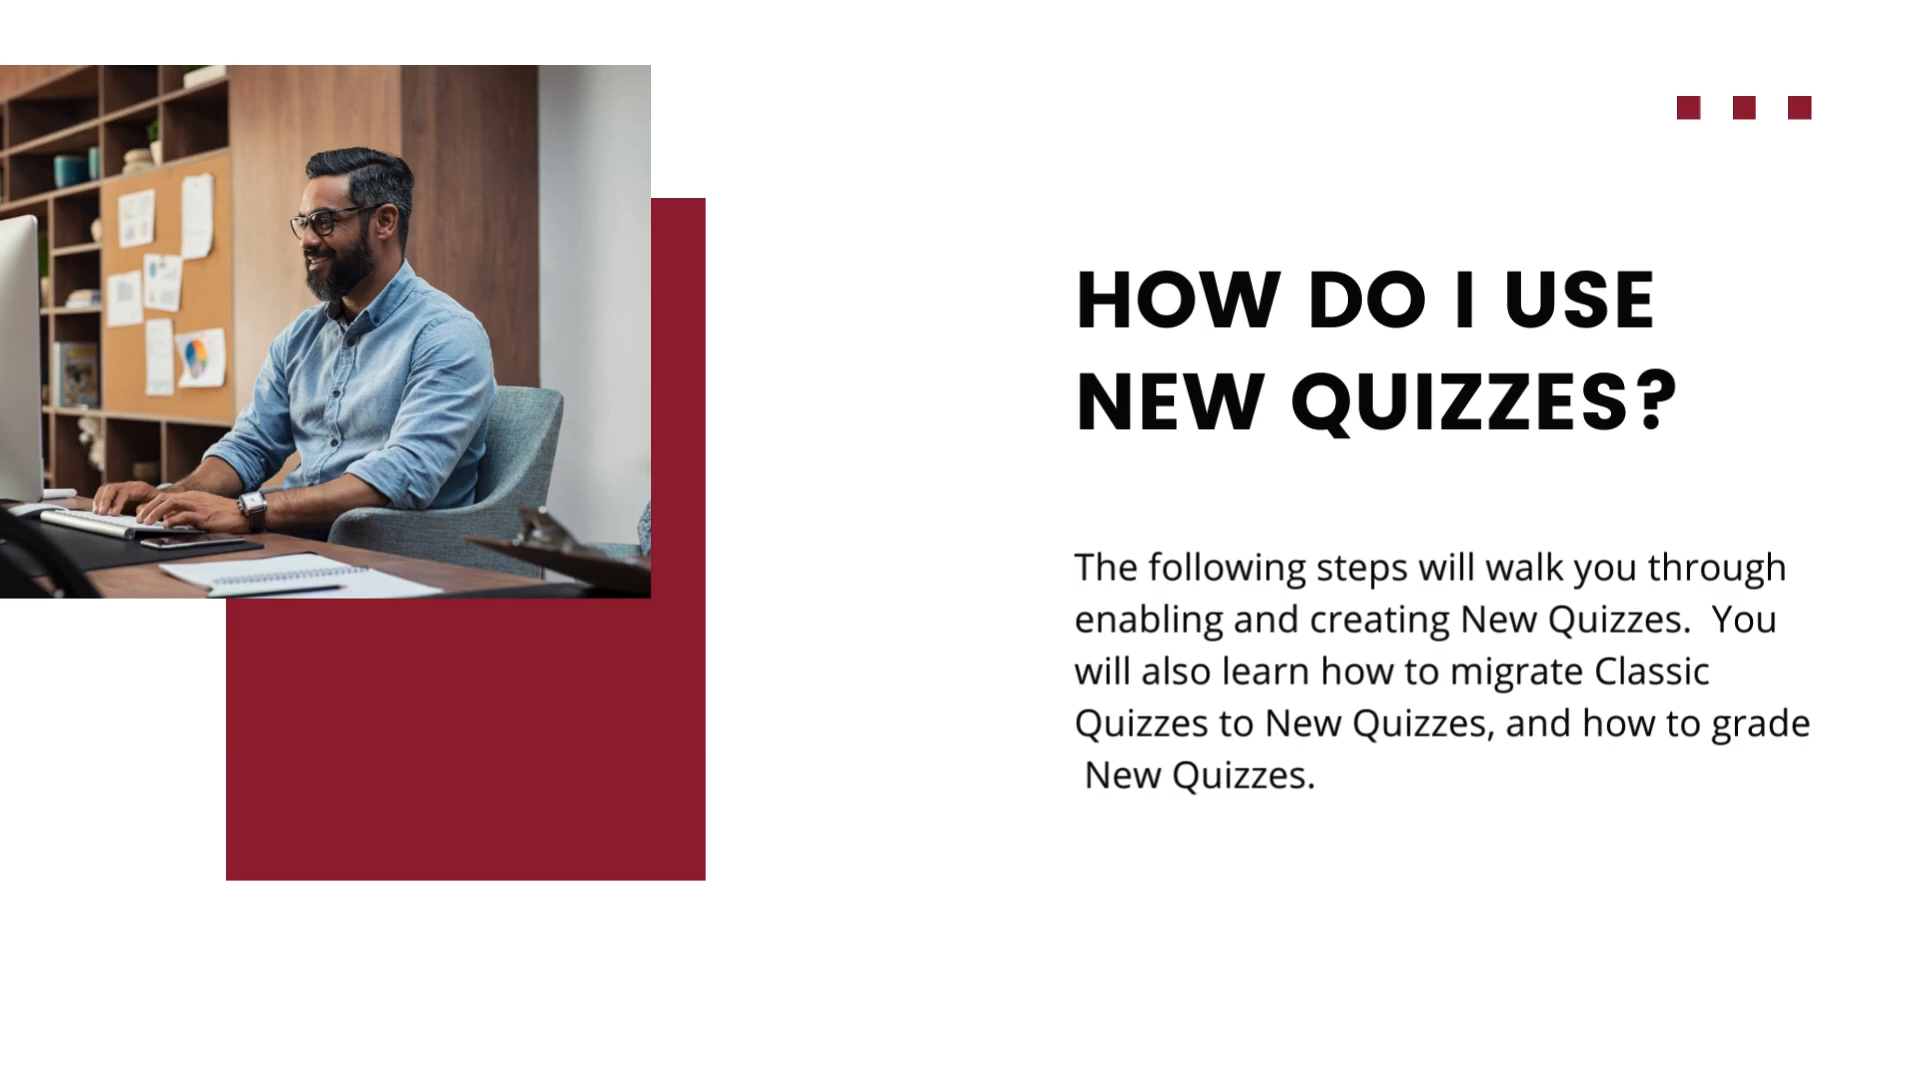 HOW DO I USE
NEW QUIZZES?
The following steps will walk you through
enabling and creating New Quizzes.  You
will also learn how to migrate Classic
Quizzes to New Quizzes, and how to grade
New Quizzes.